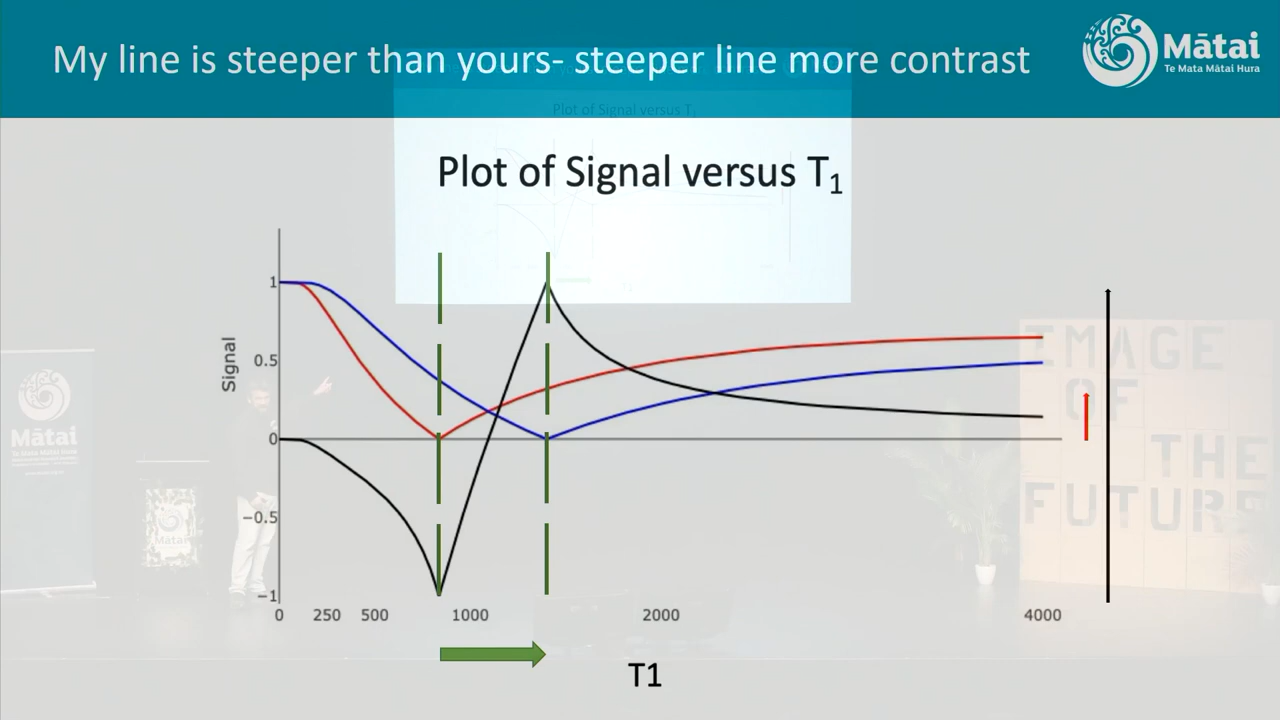 My line is steeper than yours- steeper line more contrast
Mātai
Te Mata Mātai Hura
Plot of Signal versus T
Plot of Signal versus T₁
Signal
1
0.5
0
−0.5
−1
0 250 500 1000 2000 4000
T1
Mātai
Mātai
IMAGE
OF
THE
FUTURE